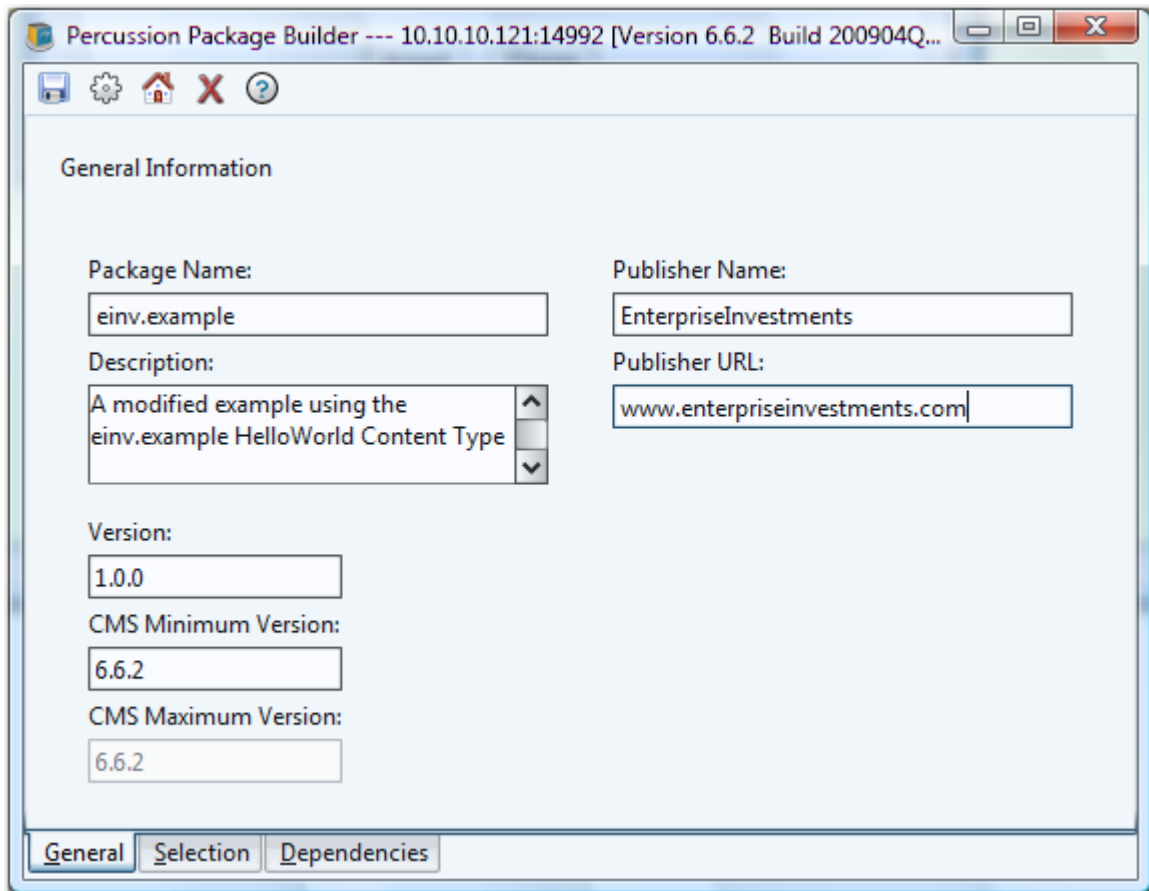 Percussion Package Builder --- 10.10.10.121:14992 [Version 6.6.2 Build 200904Q...
General Information
Package Name:
einv.example
Description:
A modified example using the
einv.example HelloWorld Content Type
Version:
1.0.0
CMS Minimum Version:
6.6.2
CMS Maximum Version:
6.6.2
Publisher Name:
EnterpriseInvestments
Publisher URL:
www.enterpriseinvestments.com
General Selection Dependencies